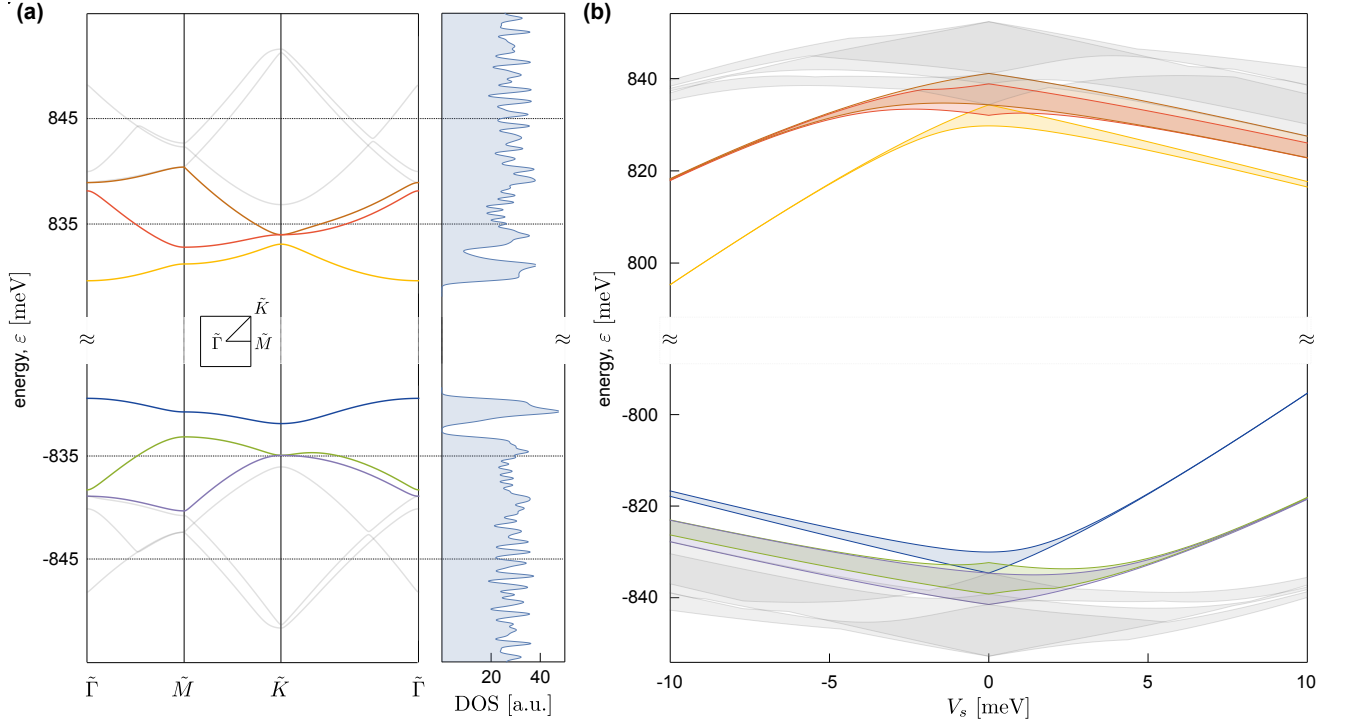 (a)
energy, ε [meV]
845
835
≈ ≈
-835
-845
Γ̃ M̃ K̃ Γ̃
K̃
Γ̃ M̃
20 40
DOS [a.u.]
(b)
energy, ε [meV]
840
820
800
≈ ≈
-800
-820
-840
-10 -5 0 5 10
V_s [meV]